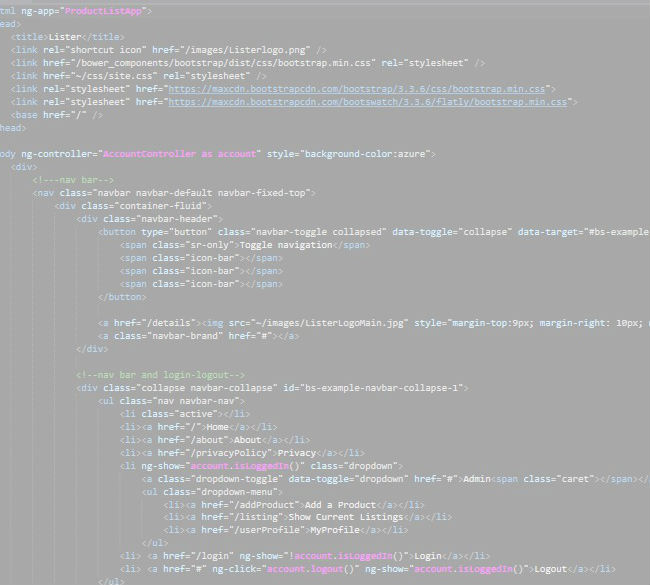 tml ng-app="ProductListApp">
ead>
<title>Lister</title>
<link rel="shortcut icon" href="/images/Listerlogo.png" />
<link href="/bower_components/bootstrap/dist/css/bootstrap.min.css" rel="stylesheet" />
<link href="~/css/site.css" rel="stylesheet" />
<link rel="stylesheet" href="https://maxcdn.bootstrapcdn.com/bootstrap/3.3.6/css/bootstrap.min.css">
<link rel="stylesheet" href="https://maxcdn.bootstrapcdn.com/bootswatch/3.3.6/flatly/bootstrap.min.css">
<base href="/" />
head>
ody ng-controller="AccountController as account" style="background-color:azure">
<div>
<!---nav bar-->
<nav class="navbar navbar-default navbar-fixed-top">
<div class="container-fluid">
<div class="navbar-header">
<button type="button" class="navbar-toggle collapsed" data-toggle="collapse" data-target="#bs-example
<span class="sr-only">Toggle navigation</span>
<span class="icon-bar"></span>
<span class="icon-bar"></span>
<span class="icon-bar"></span>
</button>
<a href="/details"><img src="~/images/ListerLogoMain.jpg" style="margin-top:9px; margin-right: 10px;
<a class="navbar-brand" href="#"></a>
</div>
<!--nav bar and login-logout-->
<div class="collapse navbar-collapse" id="bs-example-navbar-collapse-1">
<ul class="nav navbar-nav">
<li class="active"></li>
<li><a href="/">Home</a></li>
<li><a href="/about">About</a></li>
<li><a href="/privacyPolicy">Privacy</a></li>
<li ng-show="account.isLoggedIn()" class="dropdown">
<a class="dropdown-toggle" data-toggle="dropdown" href="#">Admin<span class="caret"></span></
<ul class="dropdown-menu">
<li><a href="/addProduct">Add a Product</a></li>
<li><a href="/listing">Show Current Listings</a></li>
<li><a href="/userProfile">MyProfile</a></li>
</ul>
<li> <a href="/login" ng-show="!account.isLoggedIn()">Login</a></li>
<li> <a href="#" ng-click="account.logout()" ng-show="account.isLoggedIn()">Logout</a></li>
</ul>